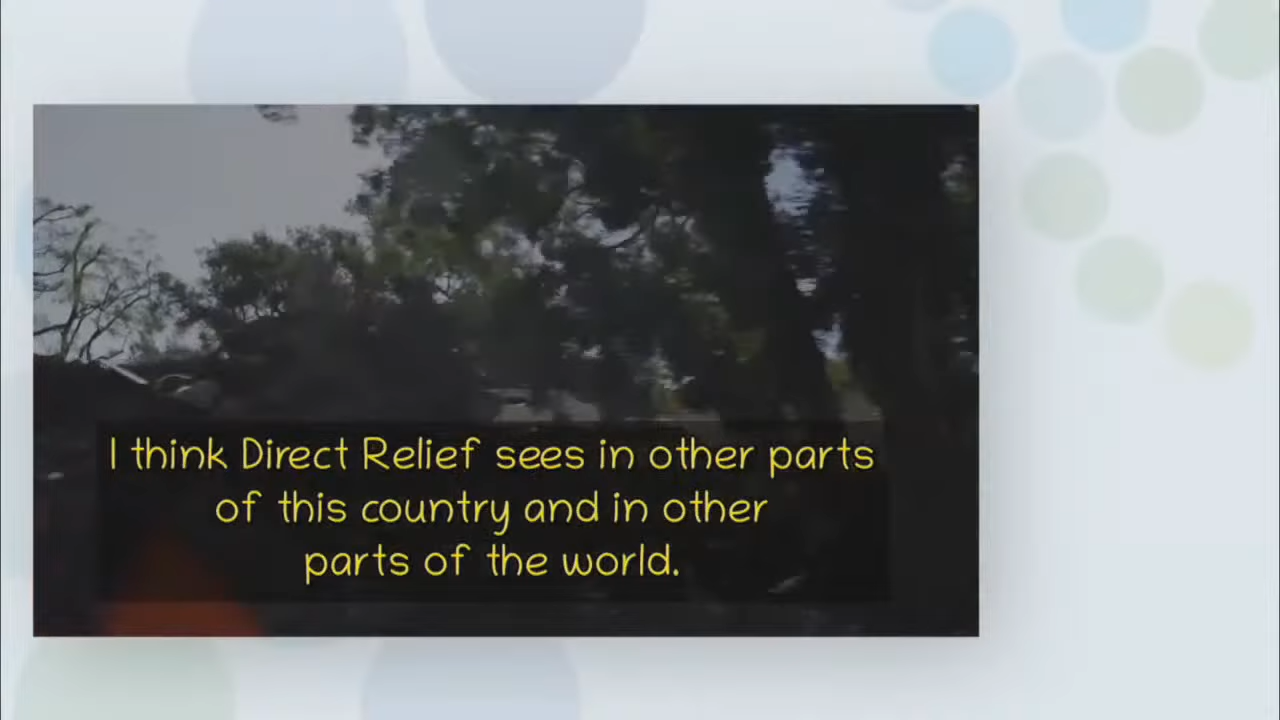 I think Direct Relief sees in other parts
of this country and in other
parts of the world.